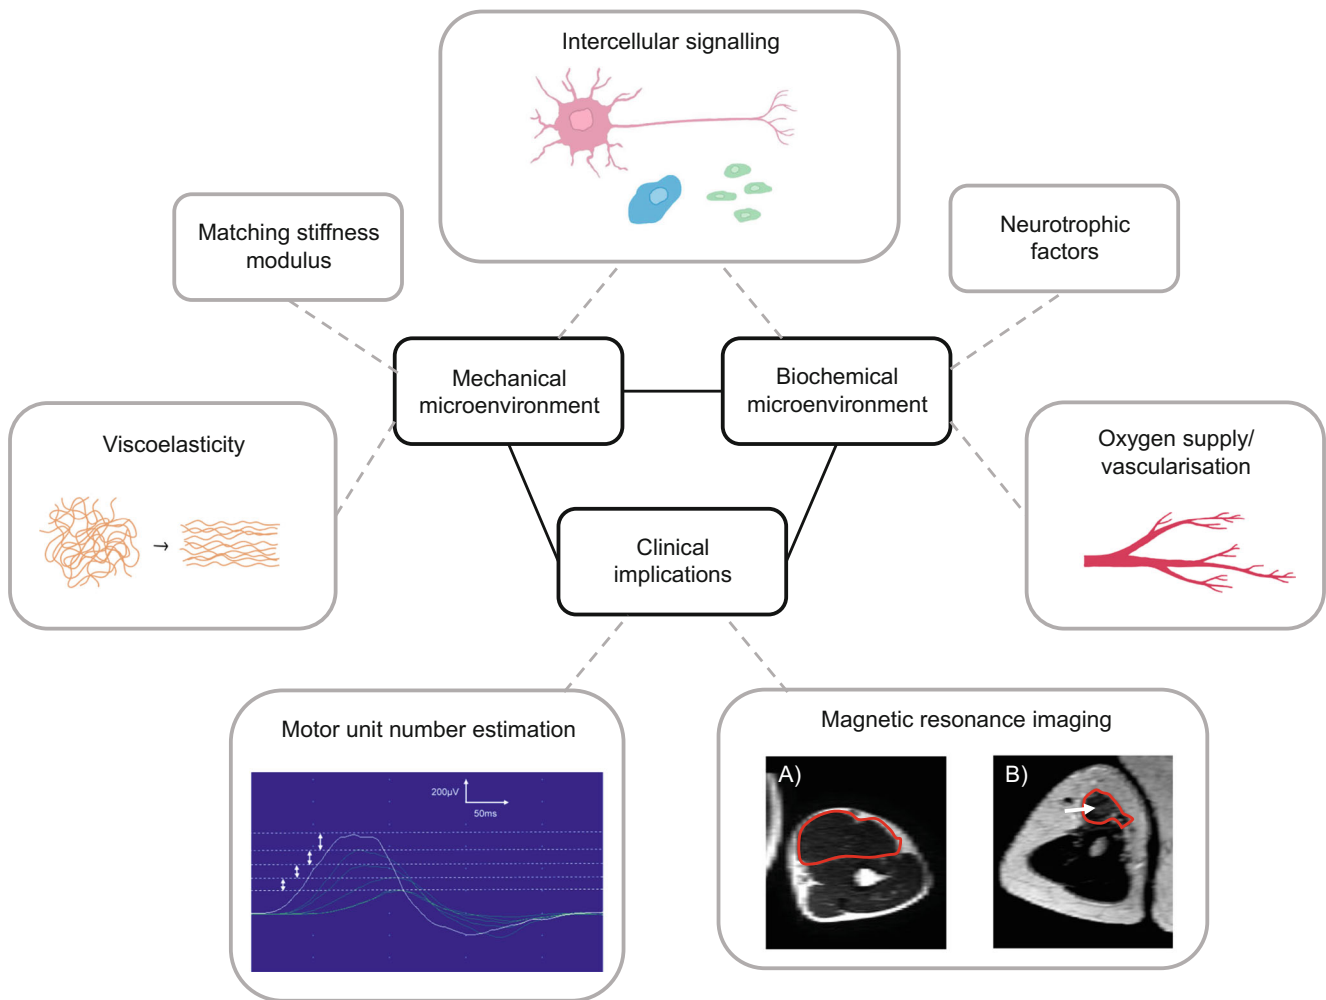 Intercellular signalling
Matching stiffness
modulus
Neurotrophic
factors
Mechanical
microenvironment
Biochemical
microenvironment
Viscoelasticity
→
Oxygen supply/
vascularisation
Clinical
implications
Motor unit number estimation
200µV
50ms
Magnetic resonance imaging
A)
B)